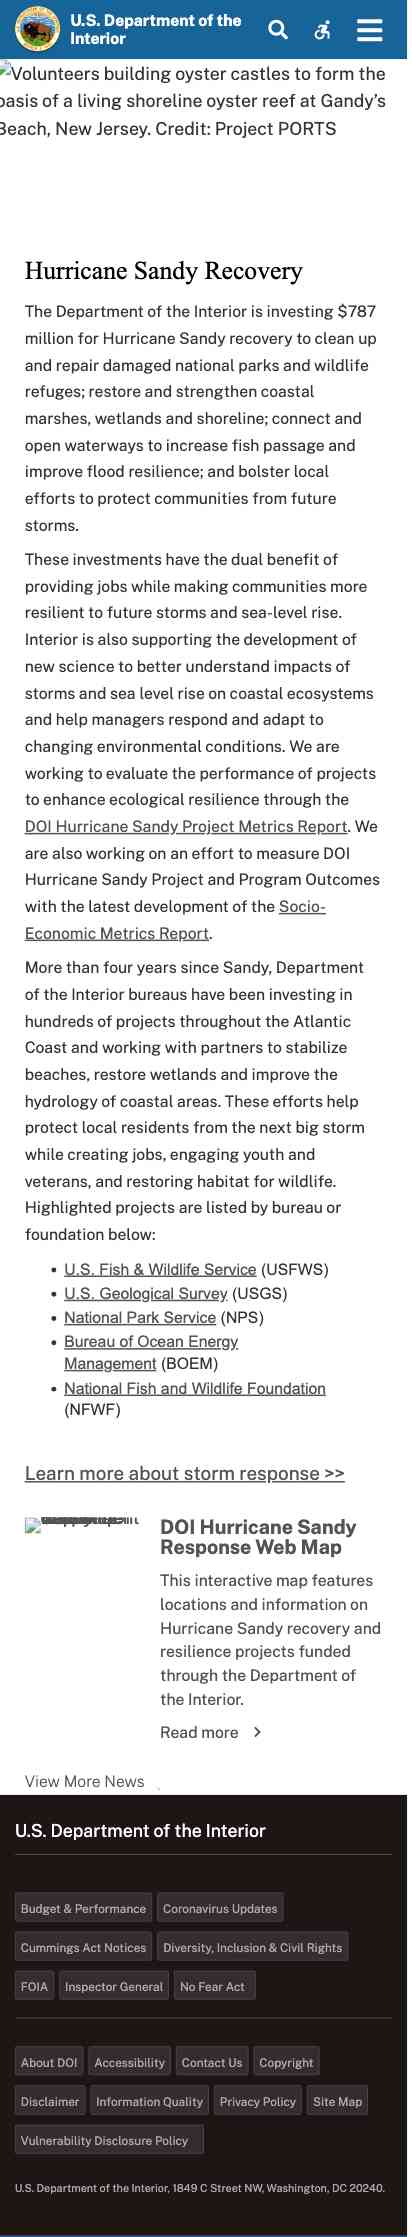 U.S. Department of the
Interior
Volunteers building oyster castles to form the
basis of a living shoreline oyster reef at Gandy's
Beach, New Jersey. Credit: Project PORTS
Hurricane Sandy Recovery
The Department of the Interior is investing $787
million for Hurricane Sandy recovery to clean up
and repair damaged national parks and wildlife
refuges; restore and strengthen coastal
marshes, wetlands and shoreline; connect and
open waterways to increase fish passage and
improve flood resilience; and bolster local
efforts to protect communities from future
storms.
These investments have the dual benefit of
providing jobs while making communities more
resilient to future storms and sea-level rise.
Interior is also supporting the development of
new science to better understand impacts of
storms and sea level rise on coastal ecosystems
and help managers respond and adapt to
changing environmental conditions. We are
working to evaluate the performance of projects
to enhance ecological resilience through the
DOI Hurricane Sandy Project Metrics Report. We
are also working on an effort to measure DOI
Hurricane Sandy Project and Program Outcomes
with the latest development of the Socio-
Economic Metrics Report.
More than four years since Sandy, Department
of the Interior bureaus have been investing in
hundreds of projects throughout the Atlantic
Coast and working with partners to stabilize
beaches, restore wetlands and improve the
hydrology of coastal areas. These efforts help
protect local residents from the next big storm
while creating jobs, engaging youth and
veterans, and restoring habitat for wildlife.
Highlighted projects are listed by bureau or
foundation below:
• U.S. Fish & Wildlife Service (USFWS)
• U.S. Geological Survey (USGS)
• National Park Service (NPS)
• Bureau of Ocean Energy
Management (BOEM)
• National Fish and Wildlife Foundation
(NFWF)
Learn more about storm response >>
DOI Hurricane Sandy
Response Web Map
This interactive map features
locations and information on
Hurricane Sandy recovery and
resilience projects funded
through the Department of
the Interior.
Read more
View More News
U.S. Department of the Interior
Budget & Performance Coronavirus Updates
Cummings Act Notices Diversity, Inclusion & Civil Rights
FOIA Inspector General No Fear Act
About DOI Accessibility Contact Us Copyright
Disclaimer Information Quality Privacy Policy Site Map
Vulnerability Disclosure Policy
U.S. Department of the Interior, 1849 C Street NW, Washington, DC 20240.